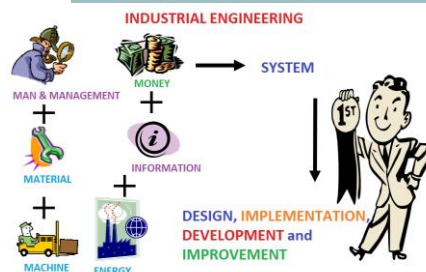 INDUSTRIAL ENGINEERING
MAN & MANAGEMENT
MONEY
SYSTEM
1ST
MATERIAL
i
INFORMATION
MACHINE
ENERGY
DESIGN, IMPLEMENTATION,
DEVELOPMENT and
IMPROVEMENT